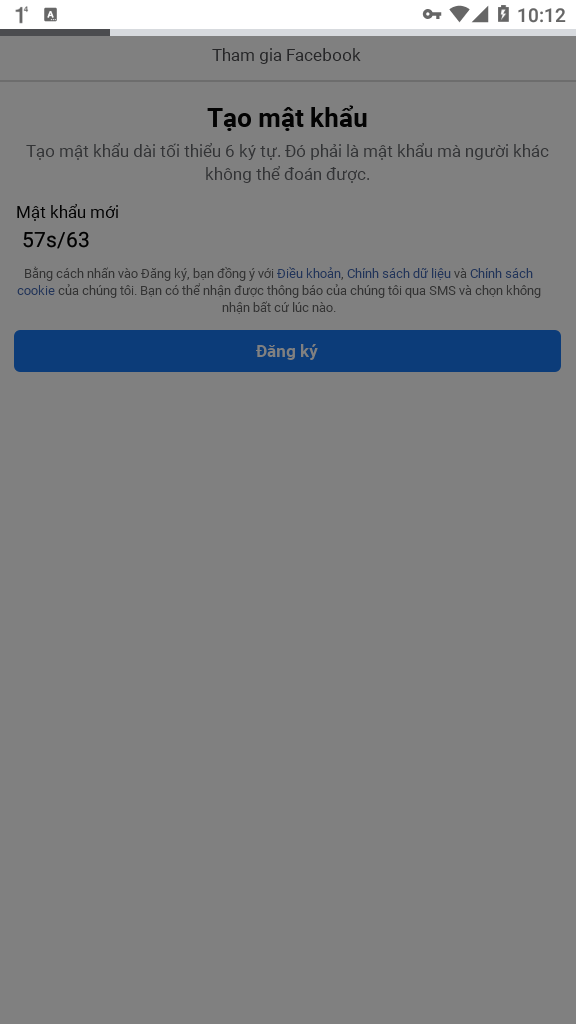 1 4 A 10:12
Tham gia Facebook
Tạo mật khẩu
Tạo mật khẩu dài tối thiểu 6 ký tự. Đó phải là mật khẩu mà người khác
không thể đoán được.
Mật khẩu mới
57s/63
Bằng cách nhấn vào Đăng ký, bạn đồng ý với Điều khoản, Chính sách dữ liệu và Chính sách
cookie của chúng tôi. Bạn có thể nhận được thông báo của chúng tôi qua SMS và chọn không
nhận bất cứ lúc nào.
Đăng ký